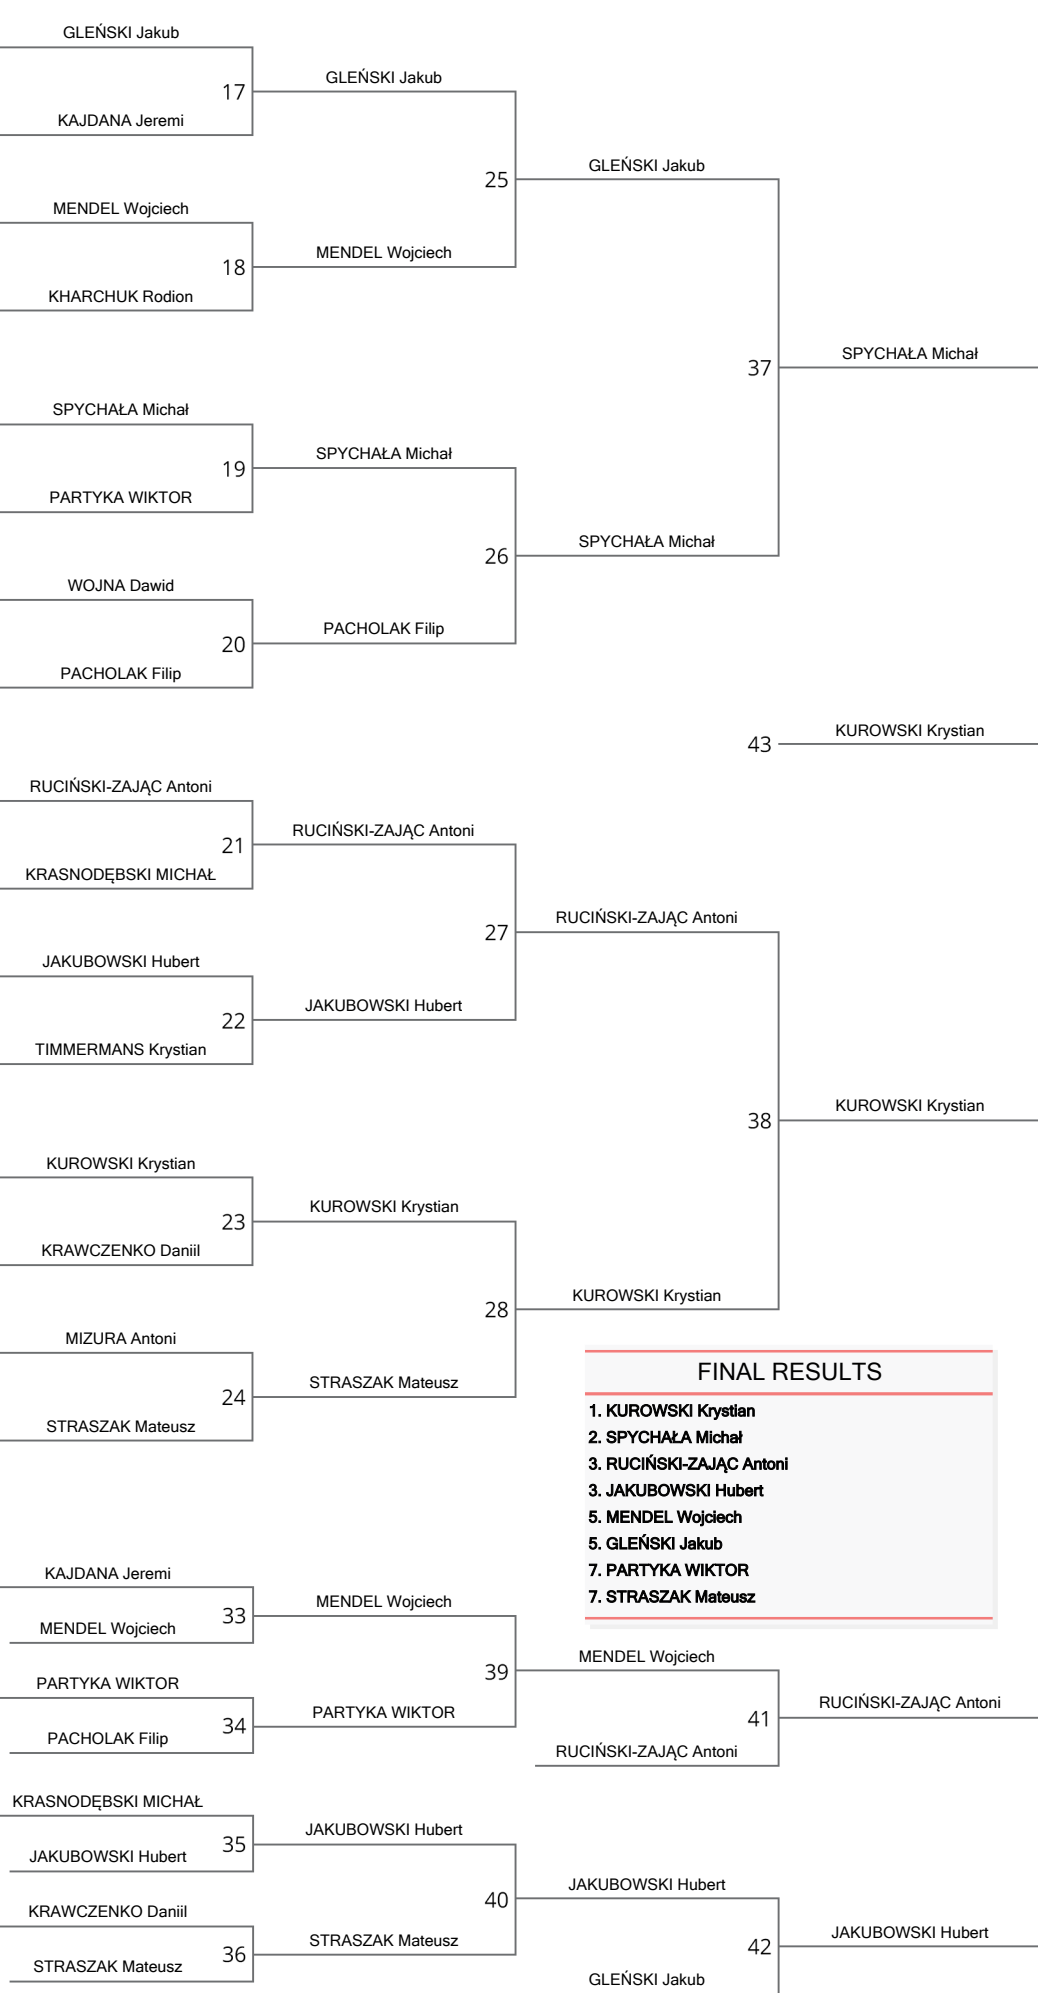 GLEŃSKI Jakub
17
GLEŃSKI Jakub
KAJDANA Jeremi
25
GLEŃSKI Jakub
MENDEL Wojciech
18
MENDEL Wojciech
KHARCHUK Rodion
37
SPYCHAŁA Michał
SPYCHAŁA Michał
19
SPYCHAŁA Michał
PARTYKA WIKTOR
26
SPYCHAŁA Michał
WOJNA Dawid
20
PACHOLAK Filip
PACHOLAK Filip
43
KUROWSKI Krystian
RUCIŃSKI-ZAJĄC Antoni
21
RUCIŃSKI-ZAJĄC Antoni
KRASNODĘBSKI MICHAŁ
27
RUCIŃSKI-ZAJĄC Antoni
JAKUBOWSKI Hubert
22
JAKUBOWSKI Hubert
TIMMERMANS Krystian
38
KUROWSKI Krystian
KUROWSKI Krystian
23
KUROWSKI Krystian
KRAWCZENKO Daniil
28
KUROWSKI Krystian
MIZURA Antoni
24
STRASZAK Mateusz
STRASZAK Mateusz
FINAL RESULTS
1. KUROWSKI Krystian
2. SPYCHAŁA Michał
3. RUCIŃSKI-ZAJĄC Antoni
3. JAKUBOWSKI Hubert
5. MENDEL Wojciech
5. GLEŃSKI Jakub
7. PARTYKA WIKTOR
7. STRASZAK Mateusz
KAJDANA Jeremi
33
MENDEL Wojciech
MENDEL Wojciech
39
MENDEL Wojciech
PARTYKA WIKTOR
34
PARTYKA WIKTOR
PACHOLAK Filip
41
RUCIŃSKI-ZAJĄC Antoni
RUCIŃSKI-ZAJĄC Antoni
KRASNODĘBSKI MICHAŁ
35
JAKUBOWSKI Hubert
JAKUBOWSKI Hubert
40
JAKUBOWSKI Hubert
KRAWCZENKO Daniil
36
STRASZAK Mateusz
STRASZAK Mateusz
42
JAKUBOWSKI Hubert
GLEŃSKI Jakub